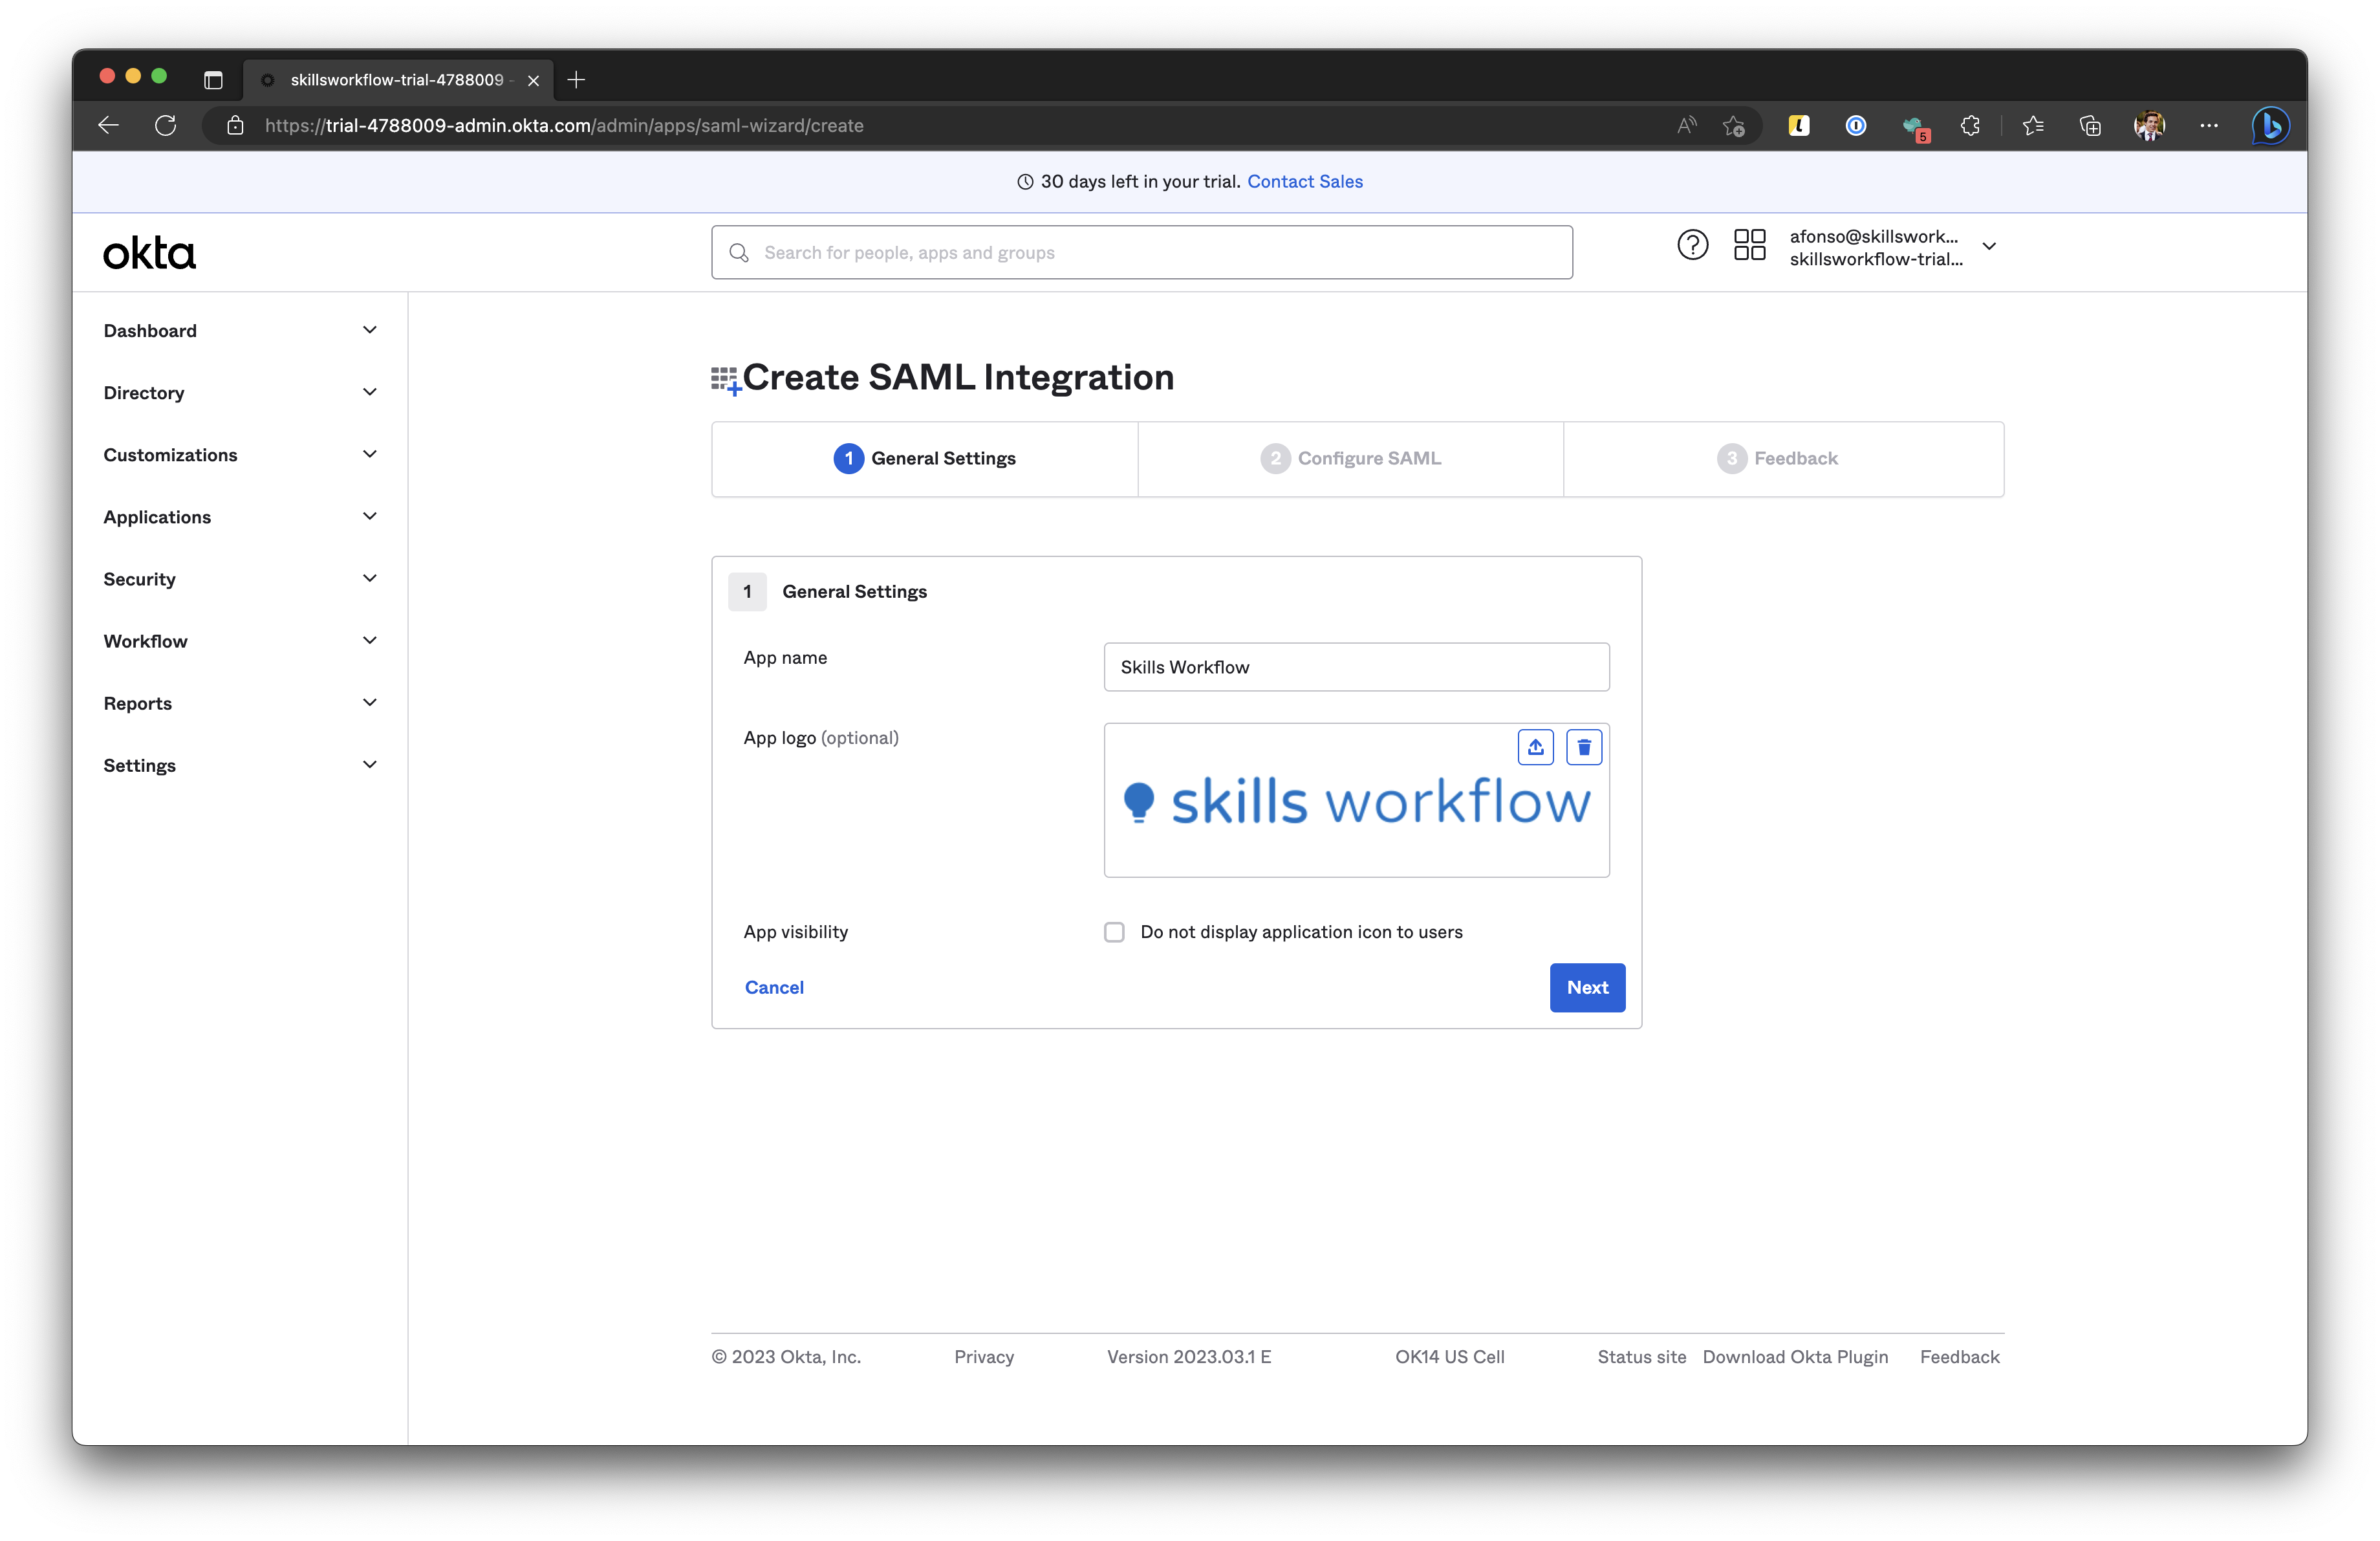 skillsworkflow-trial-4788009 -
https://trial-4788009-admin.okta.com/admin/apps/saml-wizard/create
5
30 days left in your trial. Contact Sales
okta
Search for people, apps and groups
afonso@skillswork...
skillsworkflow-trial...
Dashboard
Directory
Customizations
Applications
Security
Workflow
Reports
Settings
Create SAML Integration
1 General Settings
2 Configure SAML
3 Feedback
1 General Settings
App name
Skills Workflow
App logo (optional)
skills workflow
App visibility
Do not display application icon to users
Cancel
Next
© 2023 Okta, Inc.
Privacy
Version 2023.03.1 E
OK14 US Cell
Status site
Download Okta Plugin
Feedback